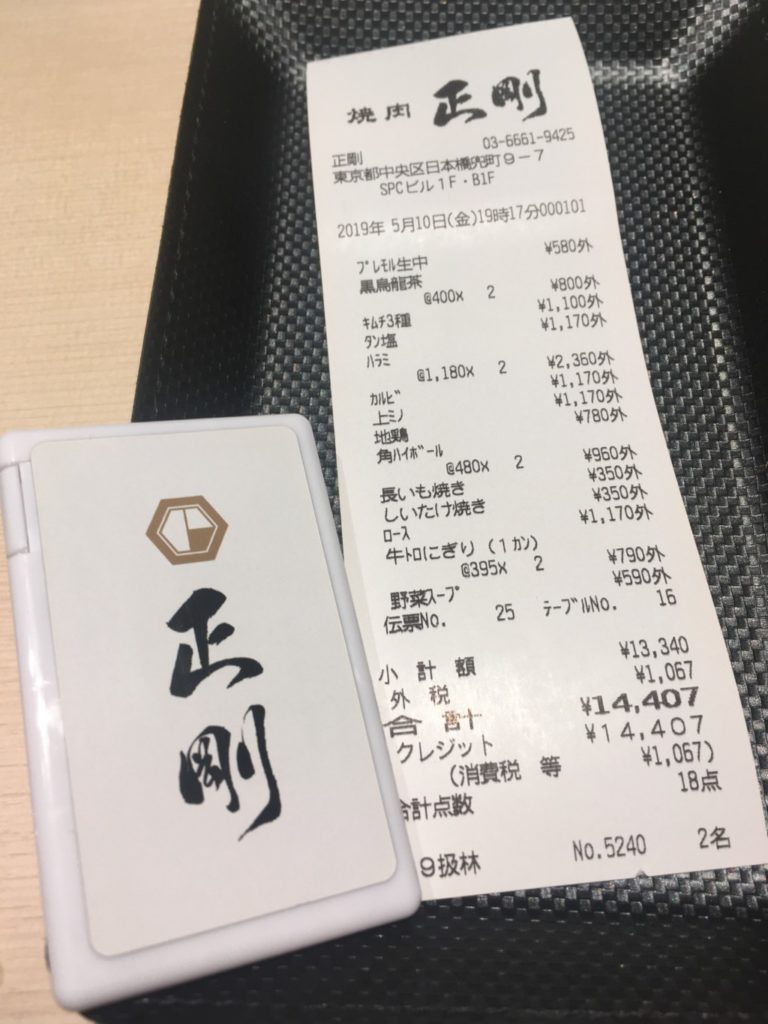 焼肉 正剛
正剛 03-6661-9425
東京都中央区日本橋兜町9-7
SPCビル1F・B1F
2019年 5月10日(金)19時17分000101
プレモル生中 ¥580外
黒烏龍茶
@400x 2 ¥800外
キムチ3種 ¥1,100外
タン塩 ¥1,170外
ハラミ
@1,180x 2 ¥2,360外
カルビ ¥1,170外
上ミノ ¥1,170外
地鶏 ¥780外
角ハイボール
@480x 2 ¥960外
長いも焼き ¥350外
しいたけ焼き ¥350外
ロース ¥1,170外
牛トロにぎり(1カン)
@395x 2 ¥790外
野菜スープ ¥590外
伝票No. 25 テーブルNo. 16
小計額 ¥13,340
外税 ¥1,067
合計 ¥14,407
クレジット ¥14,407
(消費税等 ¥1,067)
合計点数 18点
9扱林 No.5240 2名
正剛